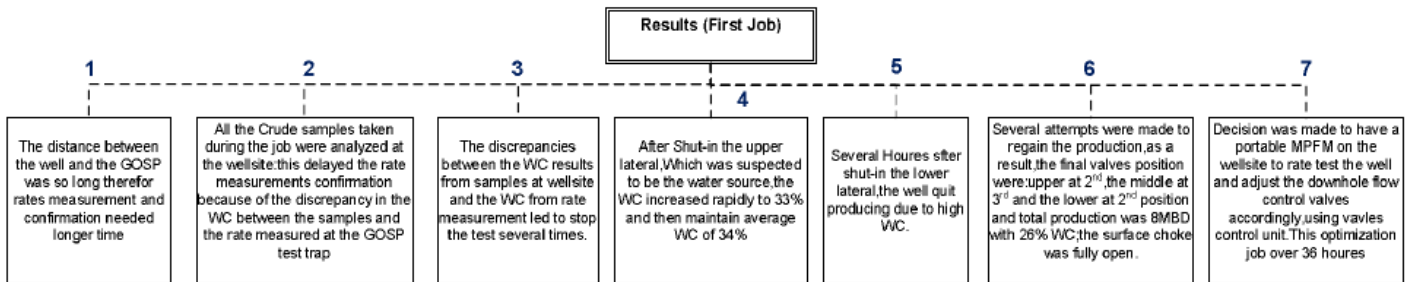 Results (First Job)
1
2
3
4
5
6
7
The distance between
the well and the GOSP
was so long therefor
rates measurement and
confirmation needed
longer time
All the Crude samples taken
during the job were analyzed at
the wellsite:this delayed the rate
measurements confirmation
because of the discrepancy in the
WC between the samples and
the rate measured at the GOSP
test trap
The discrepancies
between the WC results
from samples at wellsite
and the WC from rate
measurement led to stop
the test several times.
After Shut-in the upper
lateral,Which was suspected
to be the water source,the
WC increased rapidly to 33%
and then maintain average
WC of 34%
Several Houres sfter
shut-in the lower
lateral,the well quit
producing due to high
WC.
Several attempts were made to
regain the production,as a
result,the final valves position
were:upper at 2nd,the middle at
3rd and the lower at 2nd position
and total production was 8MBD
with 26% WC;the surface choke
was fully open.
Decision was made to have a
portable MPFM on the
wellsite to rate test the well
and adjust the downhole flow
control valves
accordingly,using vavles
control unit.This optimization
job over 36 houres